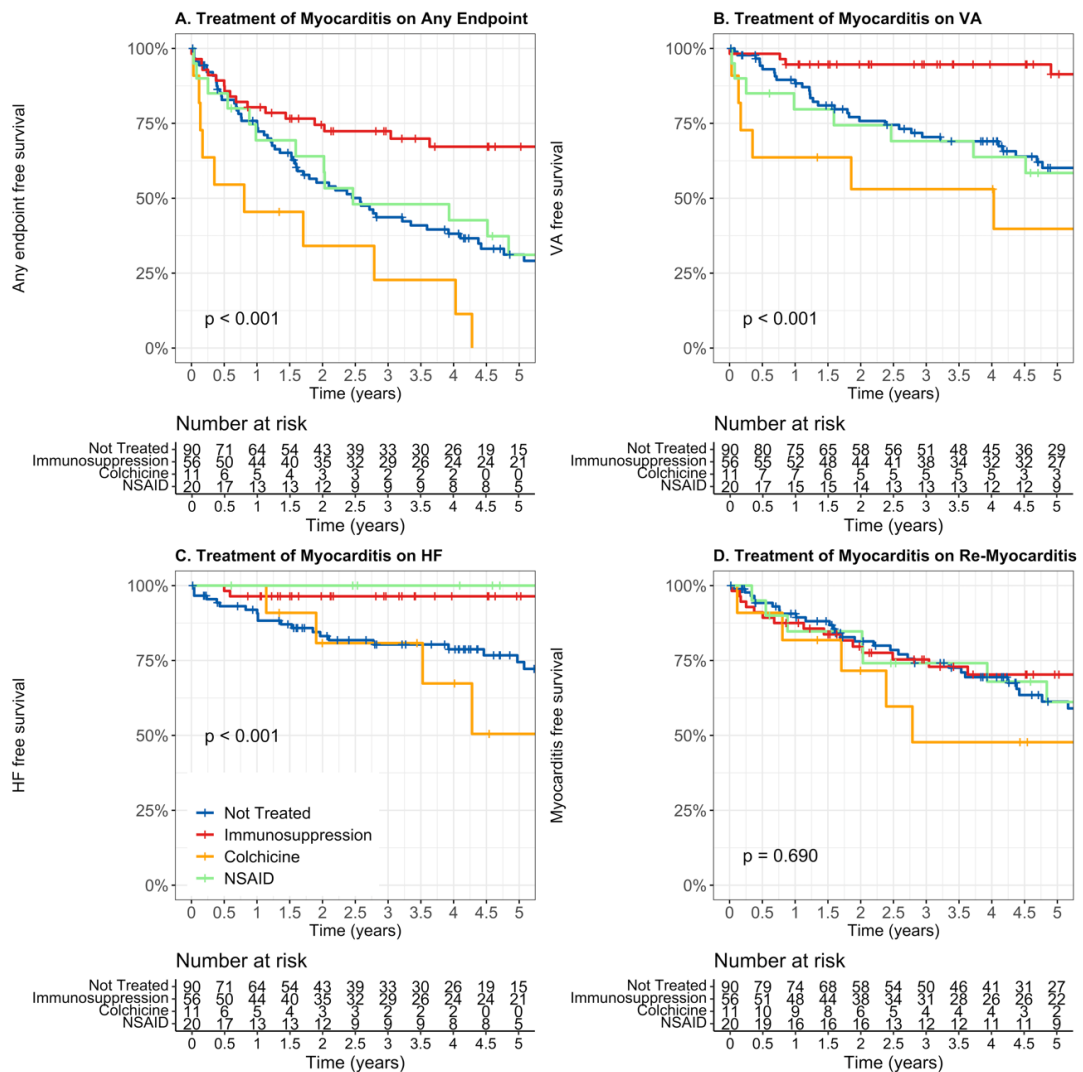 A. Treatment of Myocarditis on Any Endpoint
Any endpoint free survival
100%
75%
50%
25%
0%
p < 0.001
0 0.5 1 1.5 2 2.5 3 3.5 4 4.5 5
Time (years)
Number at risk
Not Treated 90 71 64 54 43 39 33 30 26 19 15
Immunosuppression 56 50 44 40 35 32 29 26 24 24 21
Colchicine 11 6 5 4 3 3 2 2 2 0 0
NSAID 20 17 13 13 12 9 9 9 8 8 5
0 0.5 1 1.5 2 2.5 3 3.5 4 4.5 5
Time (years)
B. Treatment of Myocarditis on VA
VA free survival
100%
75%
50%
25%
0%
p < 0.001
0 0.5 1 1.5 2 2.5 3 3.5 4 4.5 5
Time (years)
Number at risk
Not Treated 90 80 75 65 58 56 51 48 45 36 29
Immunosuppression 56 55 52 48 44 41 38 34 32 32 27
Colchicine 11 7 7 6 5 5 5 5 5 3 3
NSAID 20 17 15 15 14 13 13 13 12 12 9
0 0.5 1 1.5 2 2.5 3 3.5 4 4.5 5
Time (years)
C. Treatment of Myocarditis on HF
HF free survival
100%
75%
50%
25%
0%
p < 0.001
Not Treated
Immunosuppression
Colchicine
NSAID
0 0.5 1 1.5 2 2.5 3 3.5 4 4.5 5
Time (years)
Number at risk
Not Treated 90 71 64 54 43 39 33 30 26 19 15
Immunosuppression 56 50 44 40 35 32 29 26 24 24 21
Colchicine 11 6 5 4 3 3 2 2 2 0 0
NSAID 20 17 13 13 12 9 9 9 8 8 5
0 0.5 1 1.5 2 2.5 3 3.5 4 4.5 5
Time (years)
D. Treatment of Myocarditis on Re-Myocarditis
Myocarditis free survival
100%
75%
50%
25%
0%
p = 0.690
0 0.5 1 1.5 2 2.5 3 3.5 4 4.5 5
Time (years)
Number at risk
Not Treated 90 79 74 68 58 54 50 46 41 31 27
Immunosuppression 56 51 48 44 38 34 31 28 26 26 22
Colchicine 11 10 9 8 6 5 4 4 4 3 2
NSAID 20 19 16 16 16 13 12 12 11 11 9
0 0.5 1 1.5 2 2.5 3 3.5 4 4.5 5
Time (years)